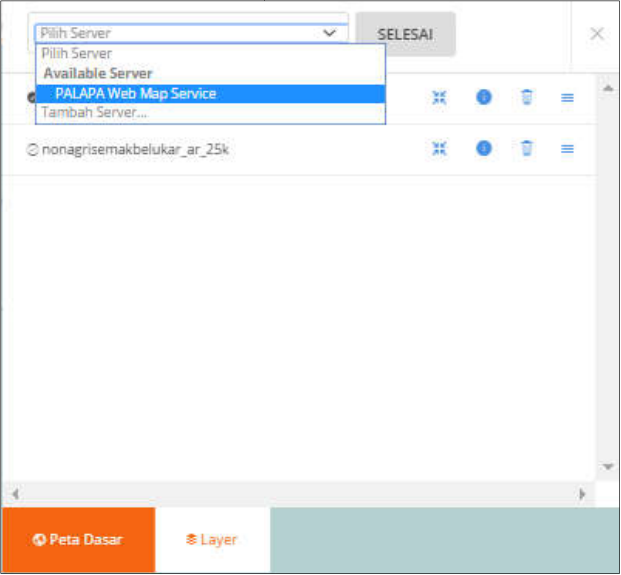 Pilih Server
SELESAI
Pilih Server
Available Server
PALAPA Web Map Service
Tambah Server...
nonagrisemakbelukar_ar_25k
Peta Dasar
Layer